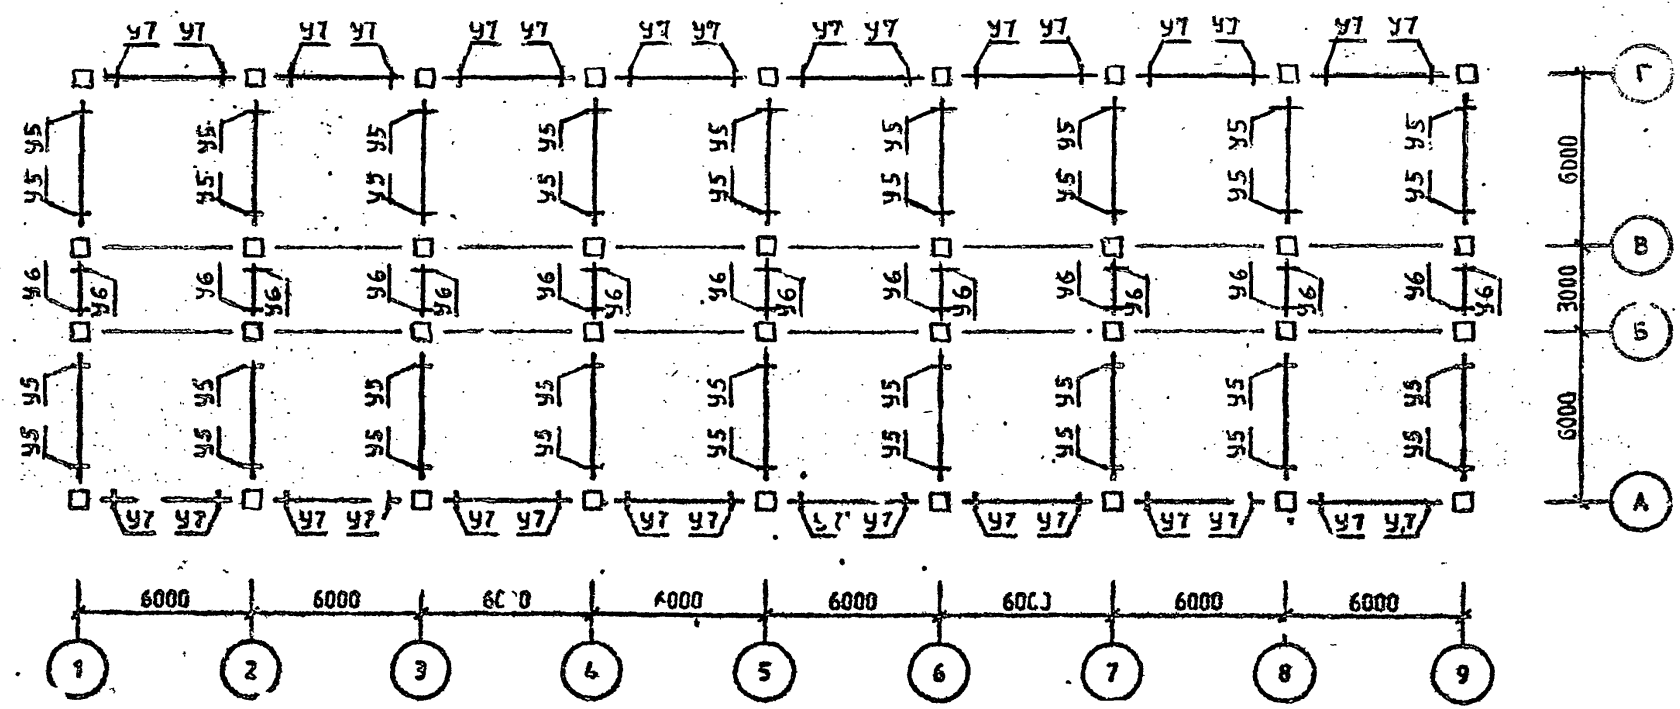 У7 У7 У7 У7 У7 У7 У7 У7 У7 У7 У7 У7 У7 У7 У7 У7
Г
У5 У5 У5 У5 У5 У5 У5 У5 У5
6000
У5 У5 У5 У5 У5 У5 У5 У5 У5
В
У6 У6 У6 У6 У6 У6 У6 У6 У6 У6 У6 У6 У6 У6 У6 У6 У6 У6
3000
Б
У5 У5 У5 У5 У5 У5 У5 У5 У5
6000
У5 У5 У5 У5 У5 У5 У5 У5 У5
А
У7 У7 У7 У7 У7 У7 У7 У7 У7 У7 У7 У7 У7 У7 У7
6000 6000 6000 6000 6000 6000 6000 6000
1 2 3 4 5 6 7 8 9